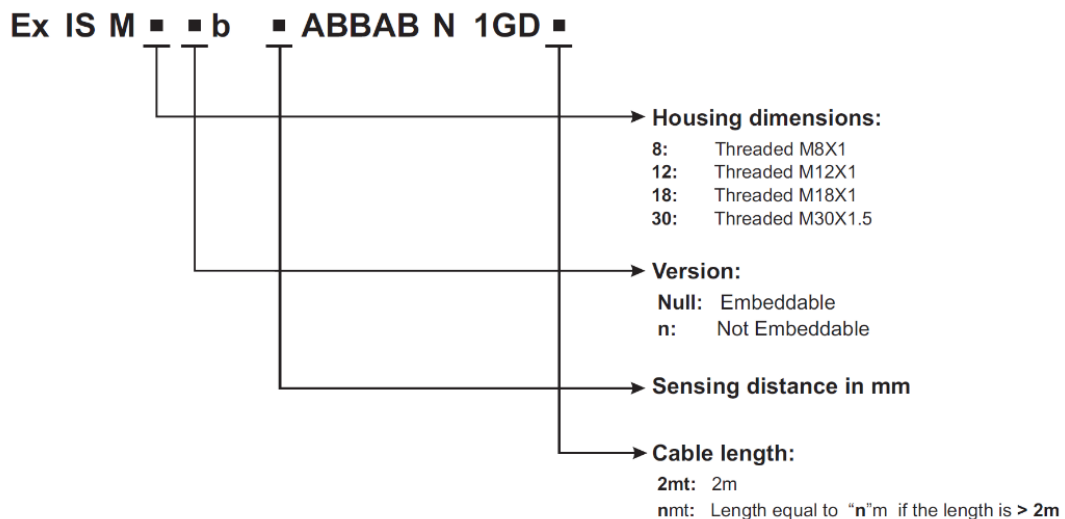 Ex IS M ▪ ▪ b ▪ ABBAB N 1GD ▪
Housing dimensions:
8: Threaded M8X1
12: Threaded M12X1
18: Threaded M18X1
30: Threaded M30X1.5
Version:
Null: Embeddable
n: Not Embeddable
Sensing distance in mm
Cable length:
2mt: 2m
nmt: Length equal to “n”m if the length is > 2m